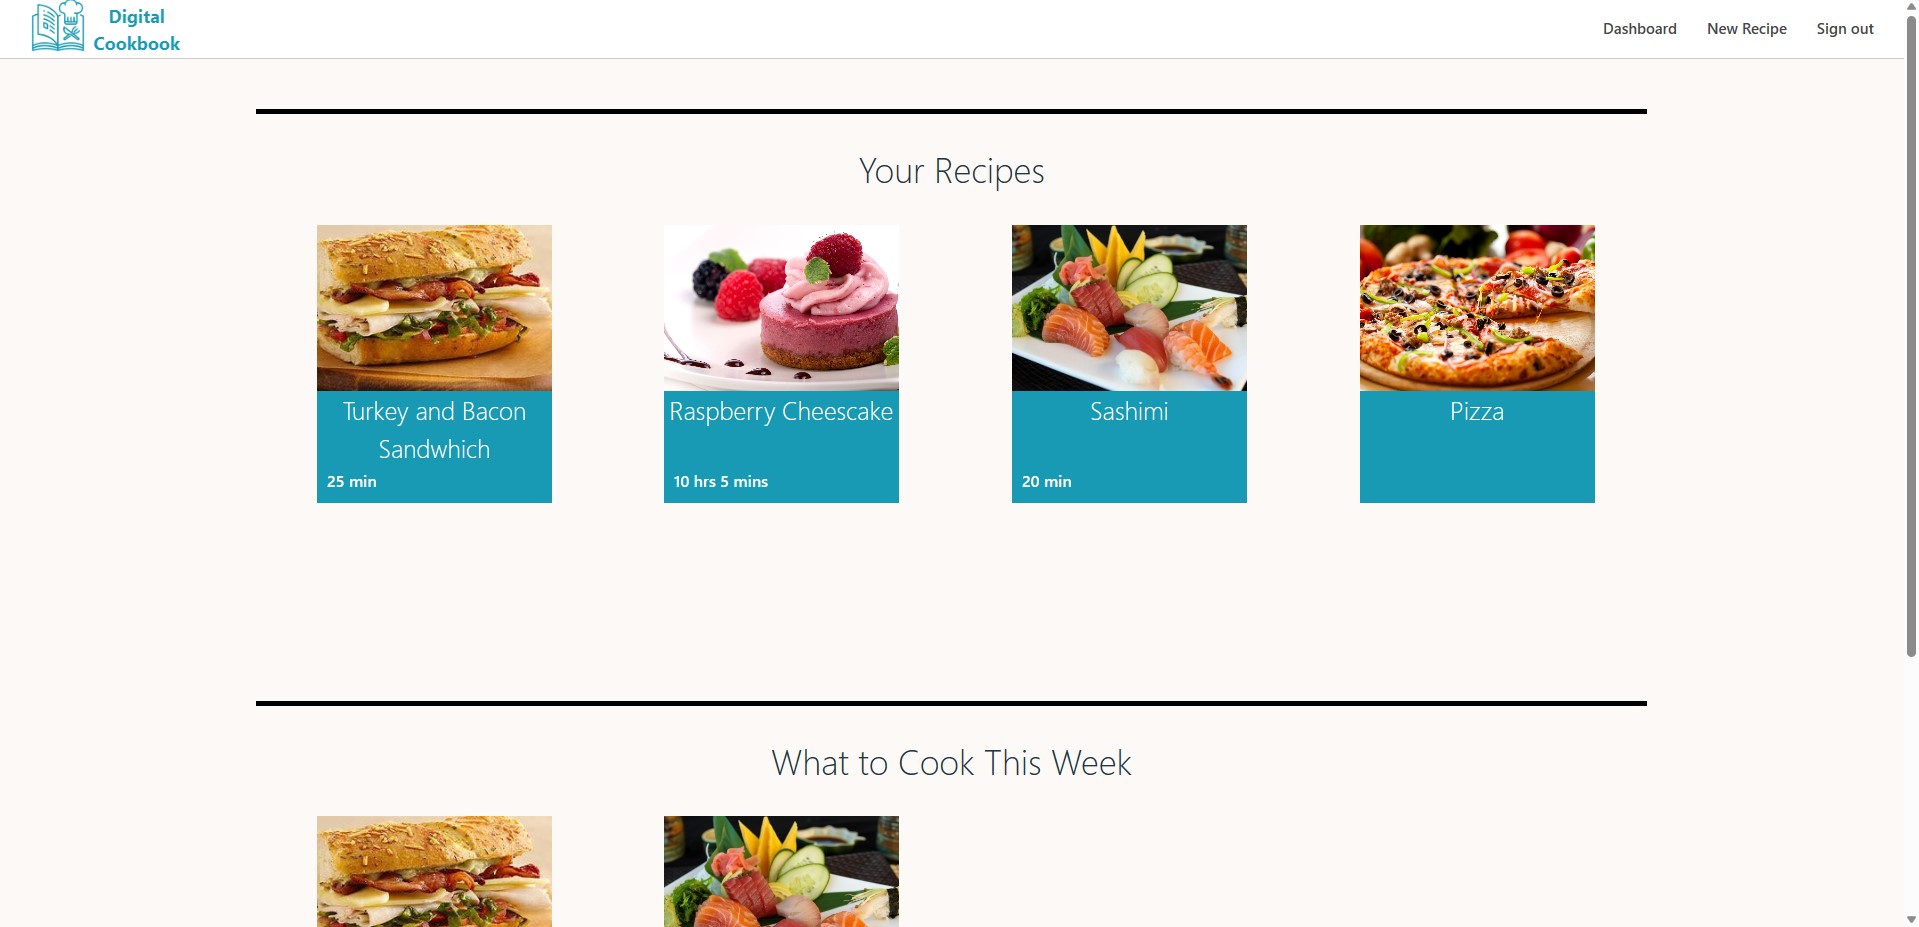 Digital
Cookbook
Dashboard New Recipe Sign out
Your Recipes
Turkey and Bacon
Sandwhich
25 min
Raspberry Cheescake
10 hrs 5 mins
Sashimi
20 min
Pizza
What to Cook This Week